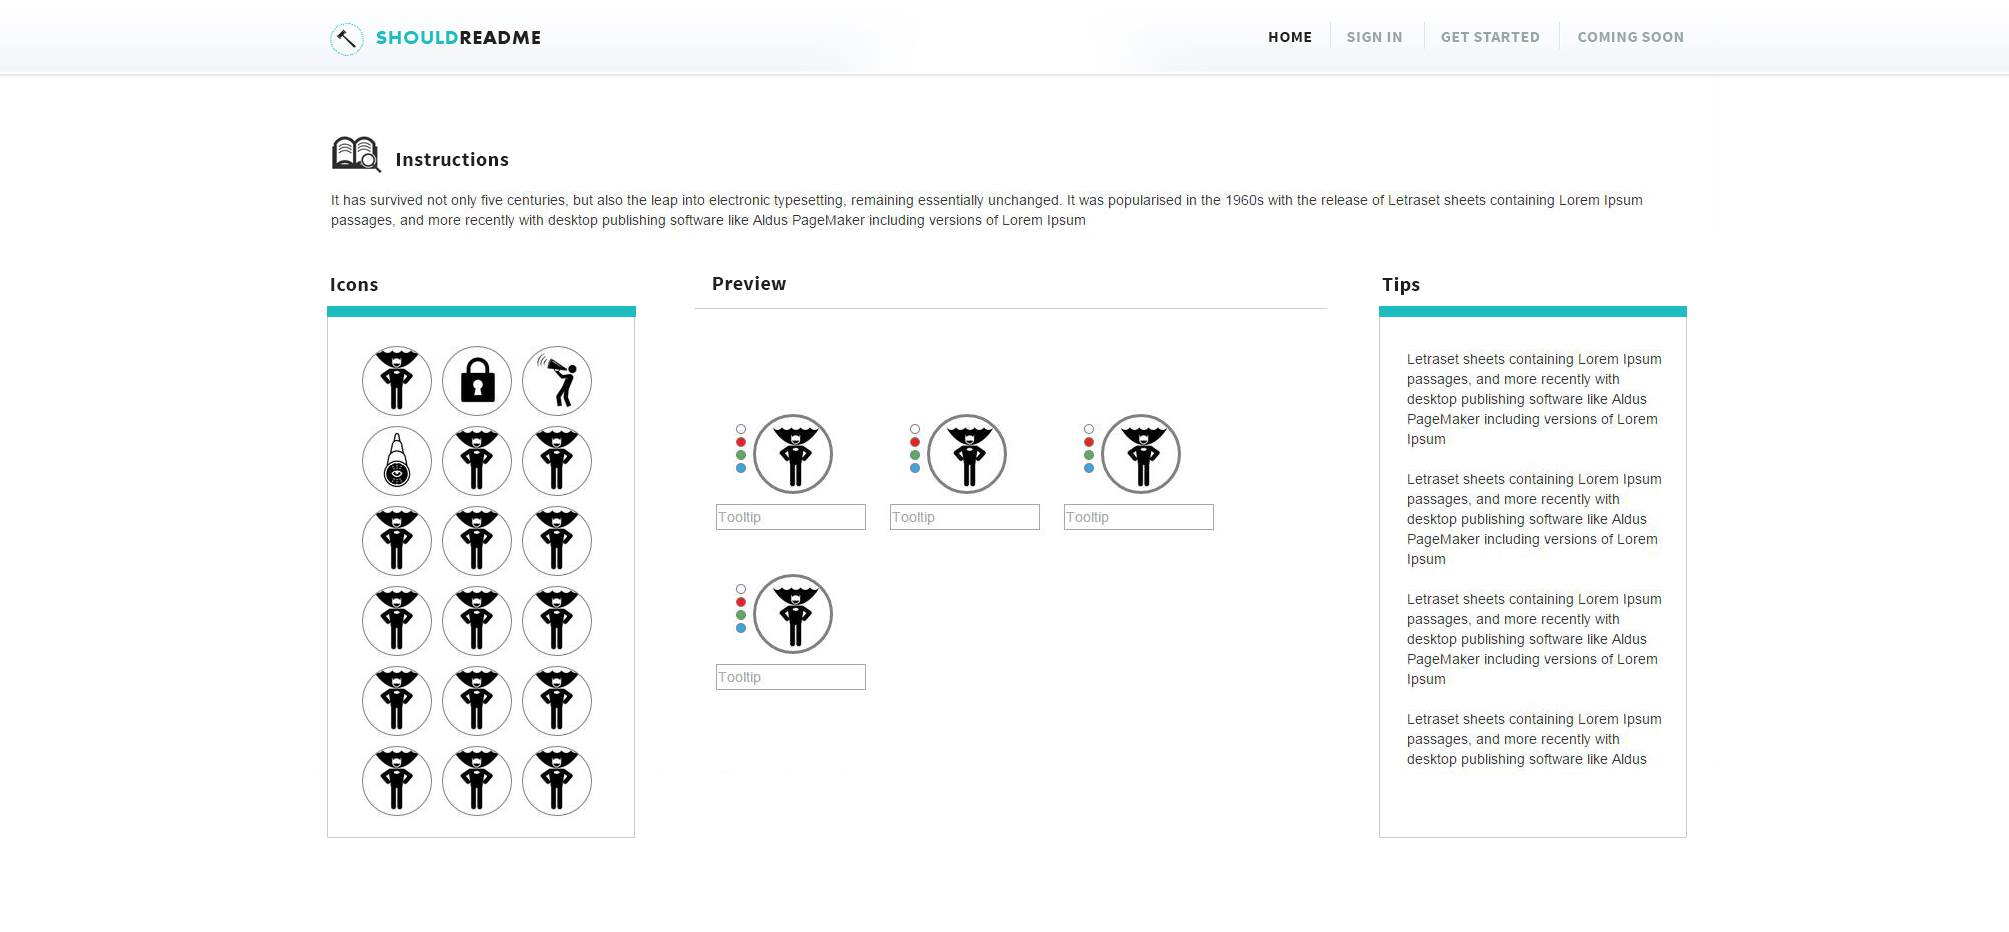 SHOULDREADME
HOME
SIGN IN
GET STARTED
COMING SOON
Instructions
It has survived not only five centuries, but also the leap into electronic typesetting, remaining essentially unchanged. It was popularised in the 1960s with the release of Letraset sheets containing Lorem Ipsum
passages, and more recently with desktop publishing software like Aldus PageMaker including versions of Lorem Ipsum
Icons
Preview
Tooltip
Tooltip
Tooltip
Tooltip
Tips
Letraset sheets containing Lorem Ipsum
passages, and more recently with
desktop publishing software like Aldus
PageMaker including versions of Lorem
Ipsum
Letraset sheets containing Lorem Ipsum
passages, and more recently with
desktop publishing software like Aldus
PageMaker including versions of Lorem
Ipsum
Letraset sheets containing Lorem Ipsum
passages, and more recently with
desktop publishing software like Aldus
PageMaker including versions of Lorem
Ipsum
Letraset sheets containing Lorem Ipsum
passages, and more recently with
desktop publishing software like Aldus